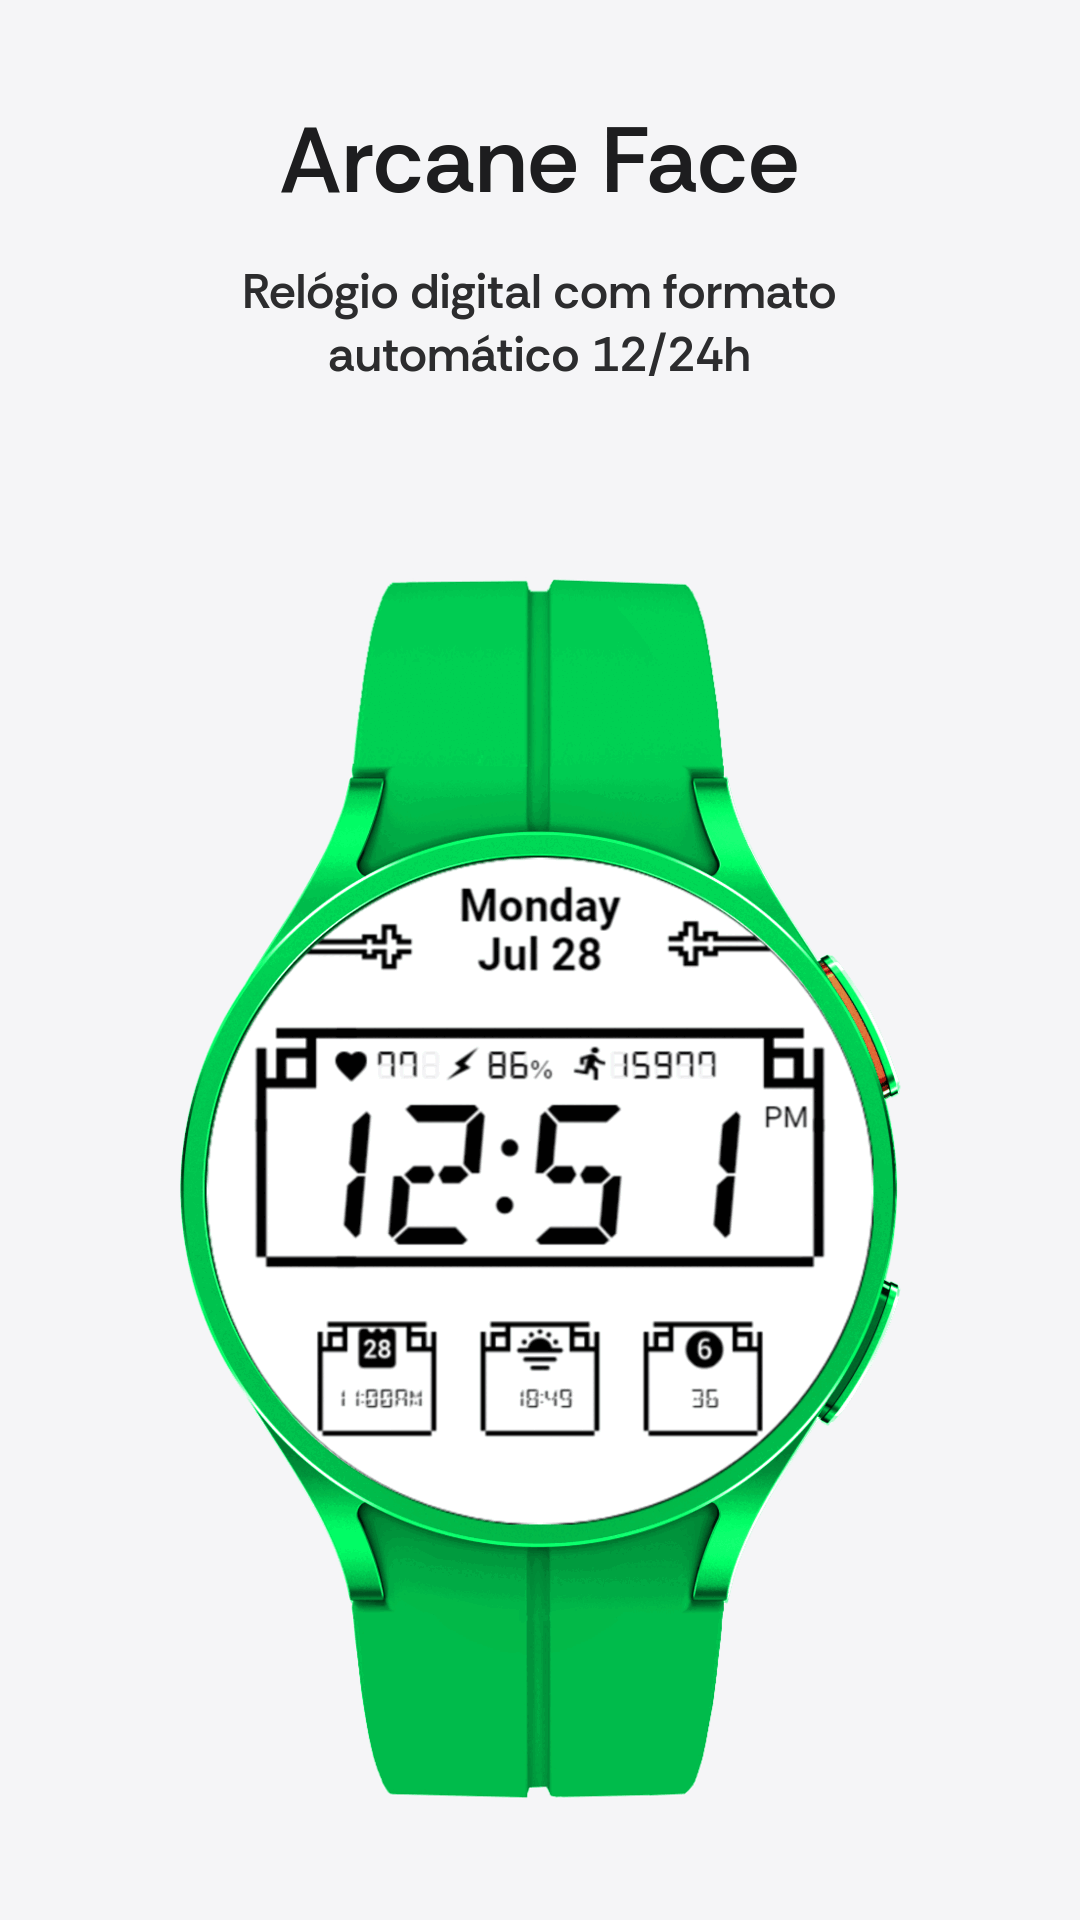 Arcane Face
Relógio digital com formato
automático 12/24h
Monday
Jul 28
77 86% 15977
12:51 PM
28 6
11:00AM 18:49 36